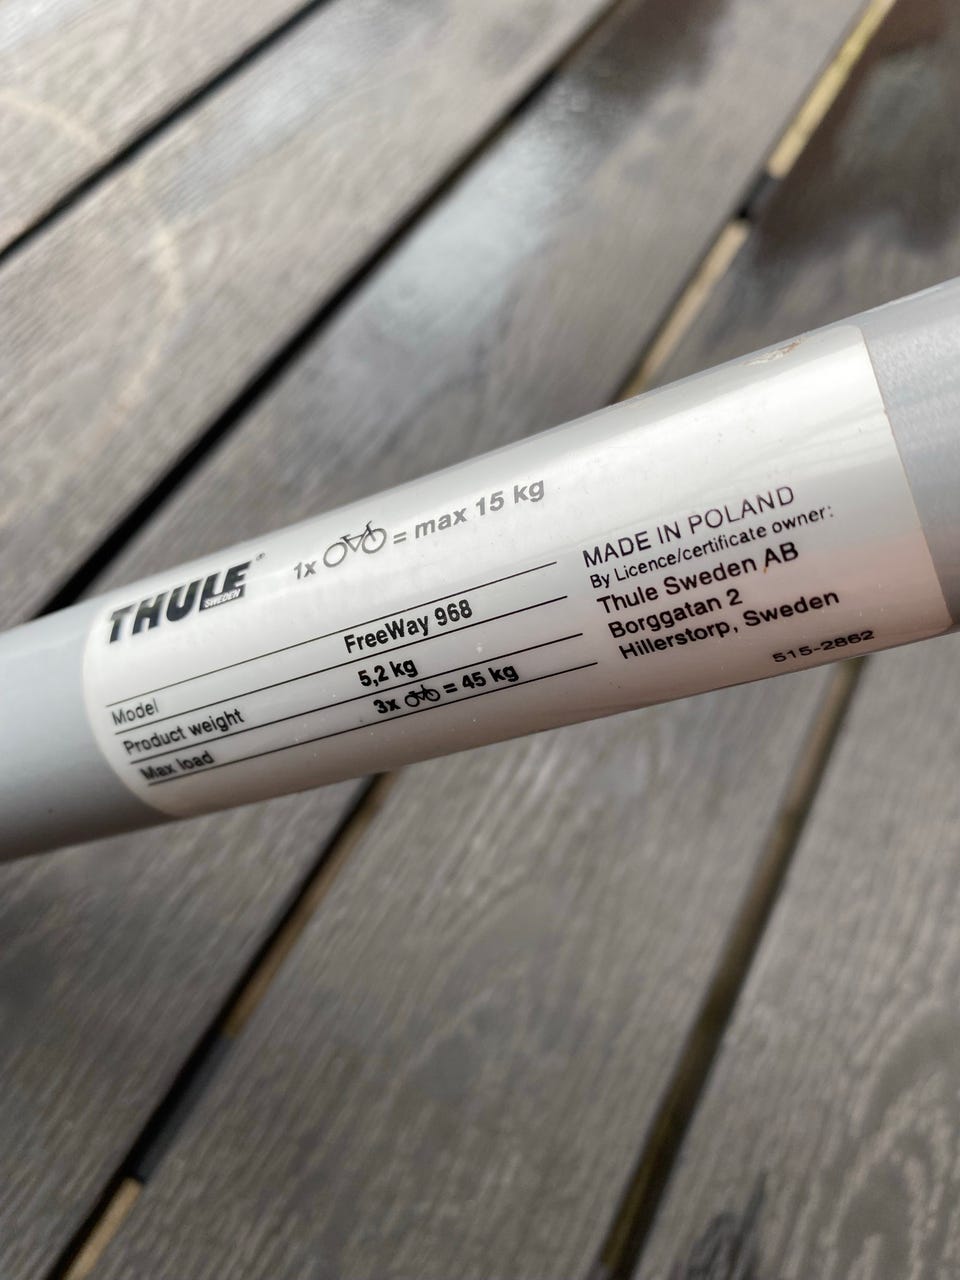 THULE®
SWEDEN
1x = max 15 kg
Model FreeWay 968
Product weight 5,2 kg
Max load 3x = 45 kg
MADE IN POLAND
By Licence/certificate owner:
Thule Sweden AB
Borggatan 2
Hillerstorp, Sweden
515-2862